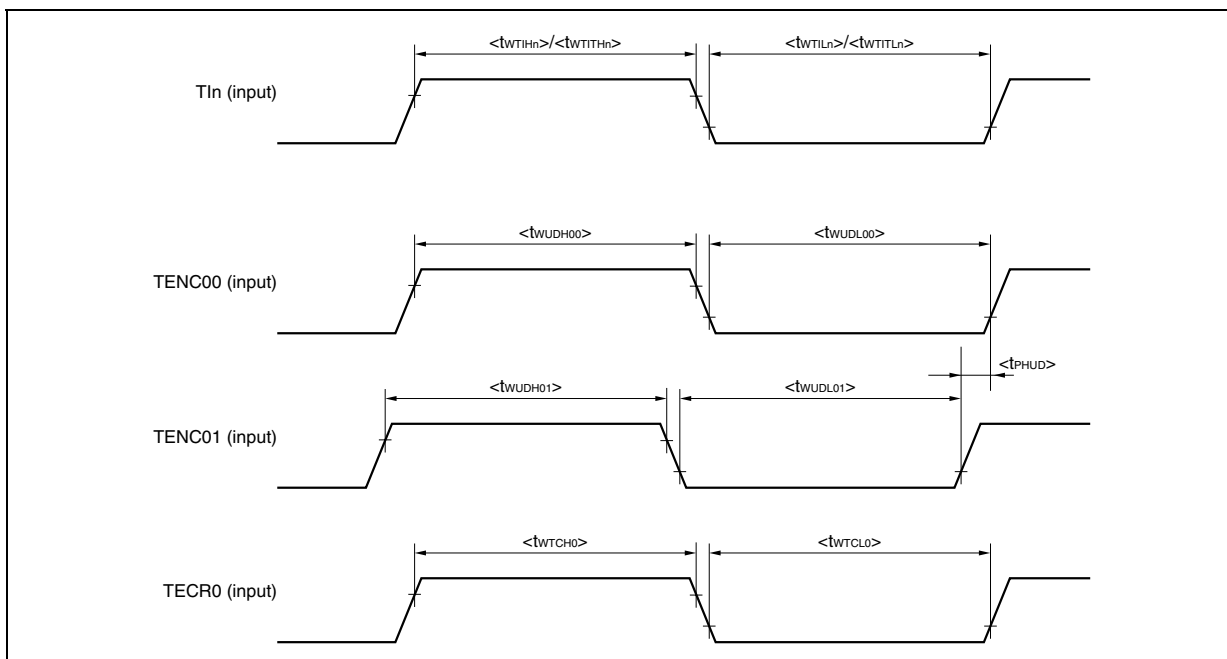 <tWTIHn>/<tWTITHn> <tWTILn>/<tWTITLn>
TIn (input)
<tWUDH00> <tWUDL00>
TENC00 (input)
<tPHUD>
<tWUDH01> <tWUDL01>
TENC01 (input)
<tWTCH0> <tWTCL0>
TECR0 (input)